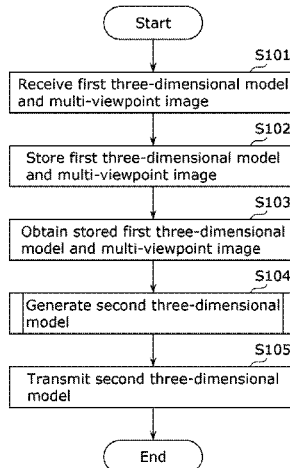 Start
S101
Receive first three-dimensional model
and multi-viewpoint image
S102
Store first three-dimensional model
and multi-viewpoint image
S103
Obtain stored first three-dimensional
model and multi-viewpoint image
S104
Generate second three-dimensional
model
S105
Transmit second three-dimensional
model
End